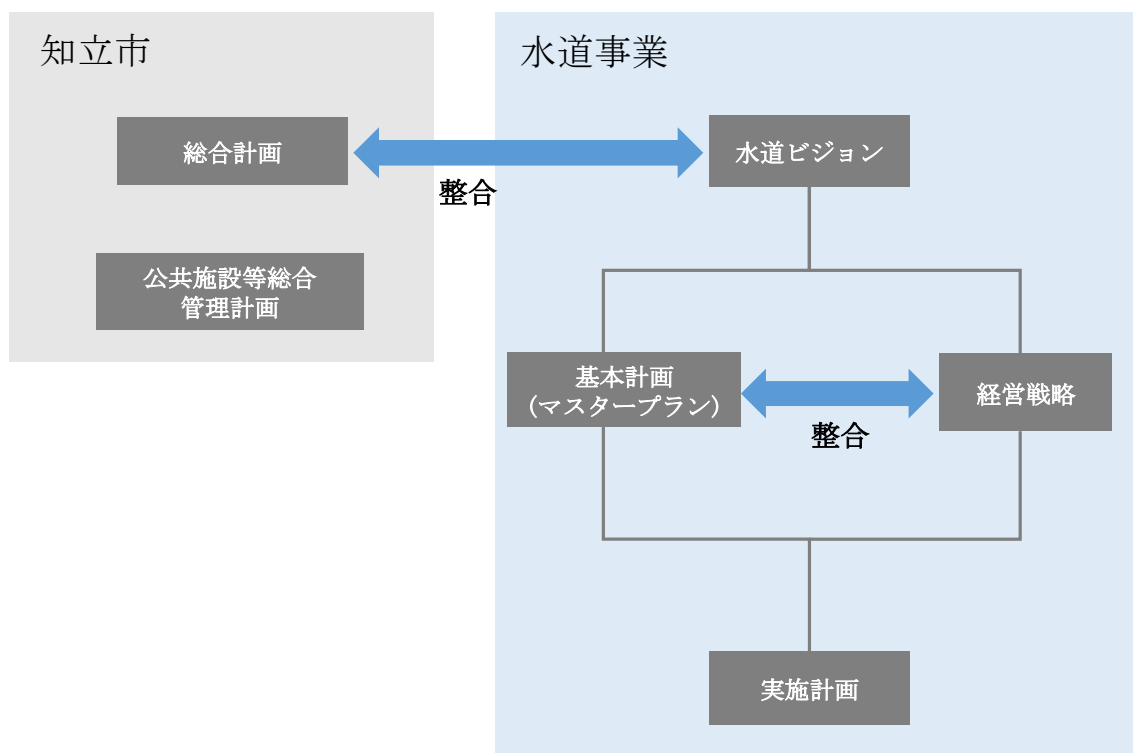 知立市
水道事業
総合計画
水道ビジョン
整合
公共施設等総合
管理計画
基本計画
（マスタープラン）
経営戦略
整合
実施計画